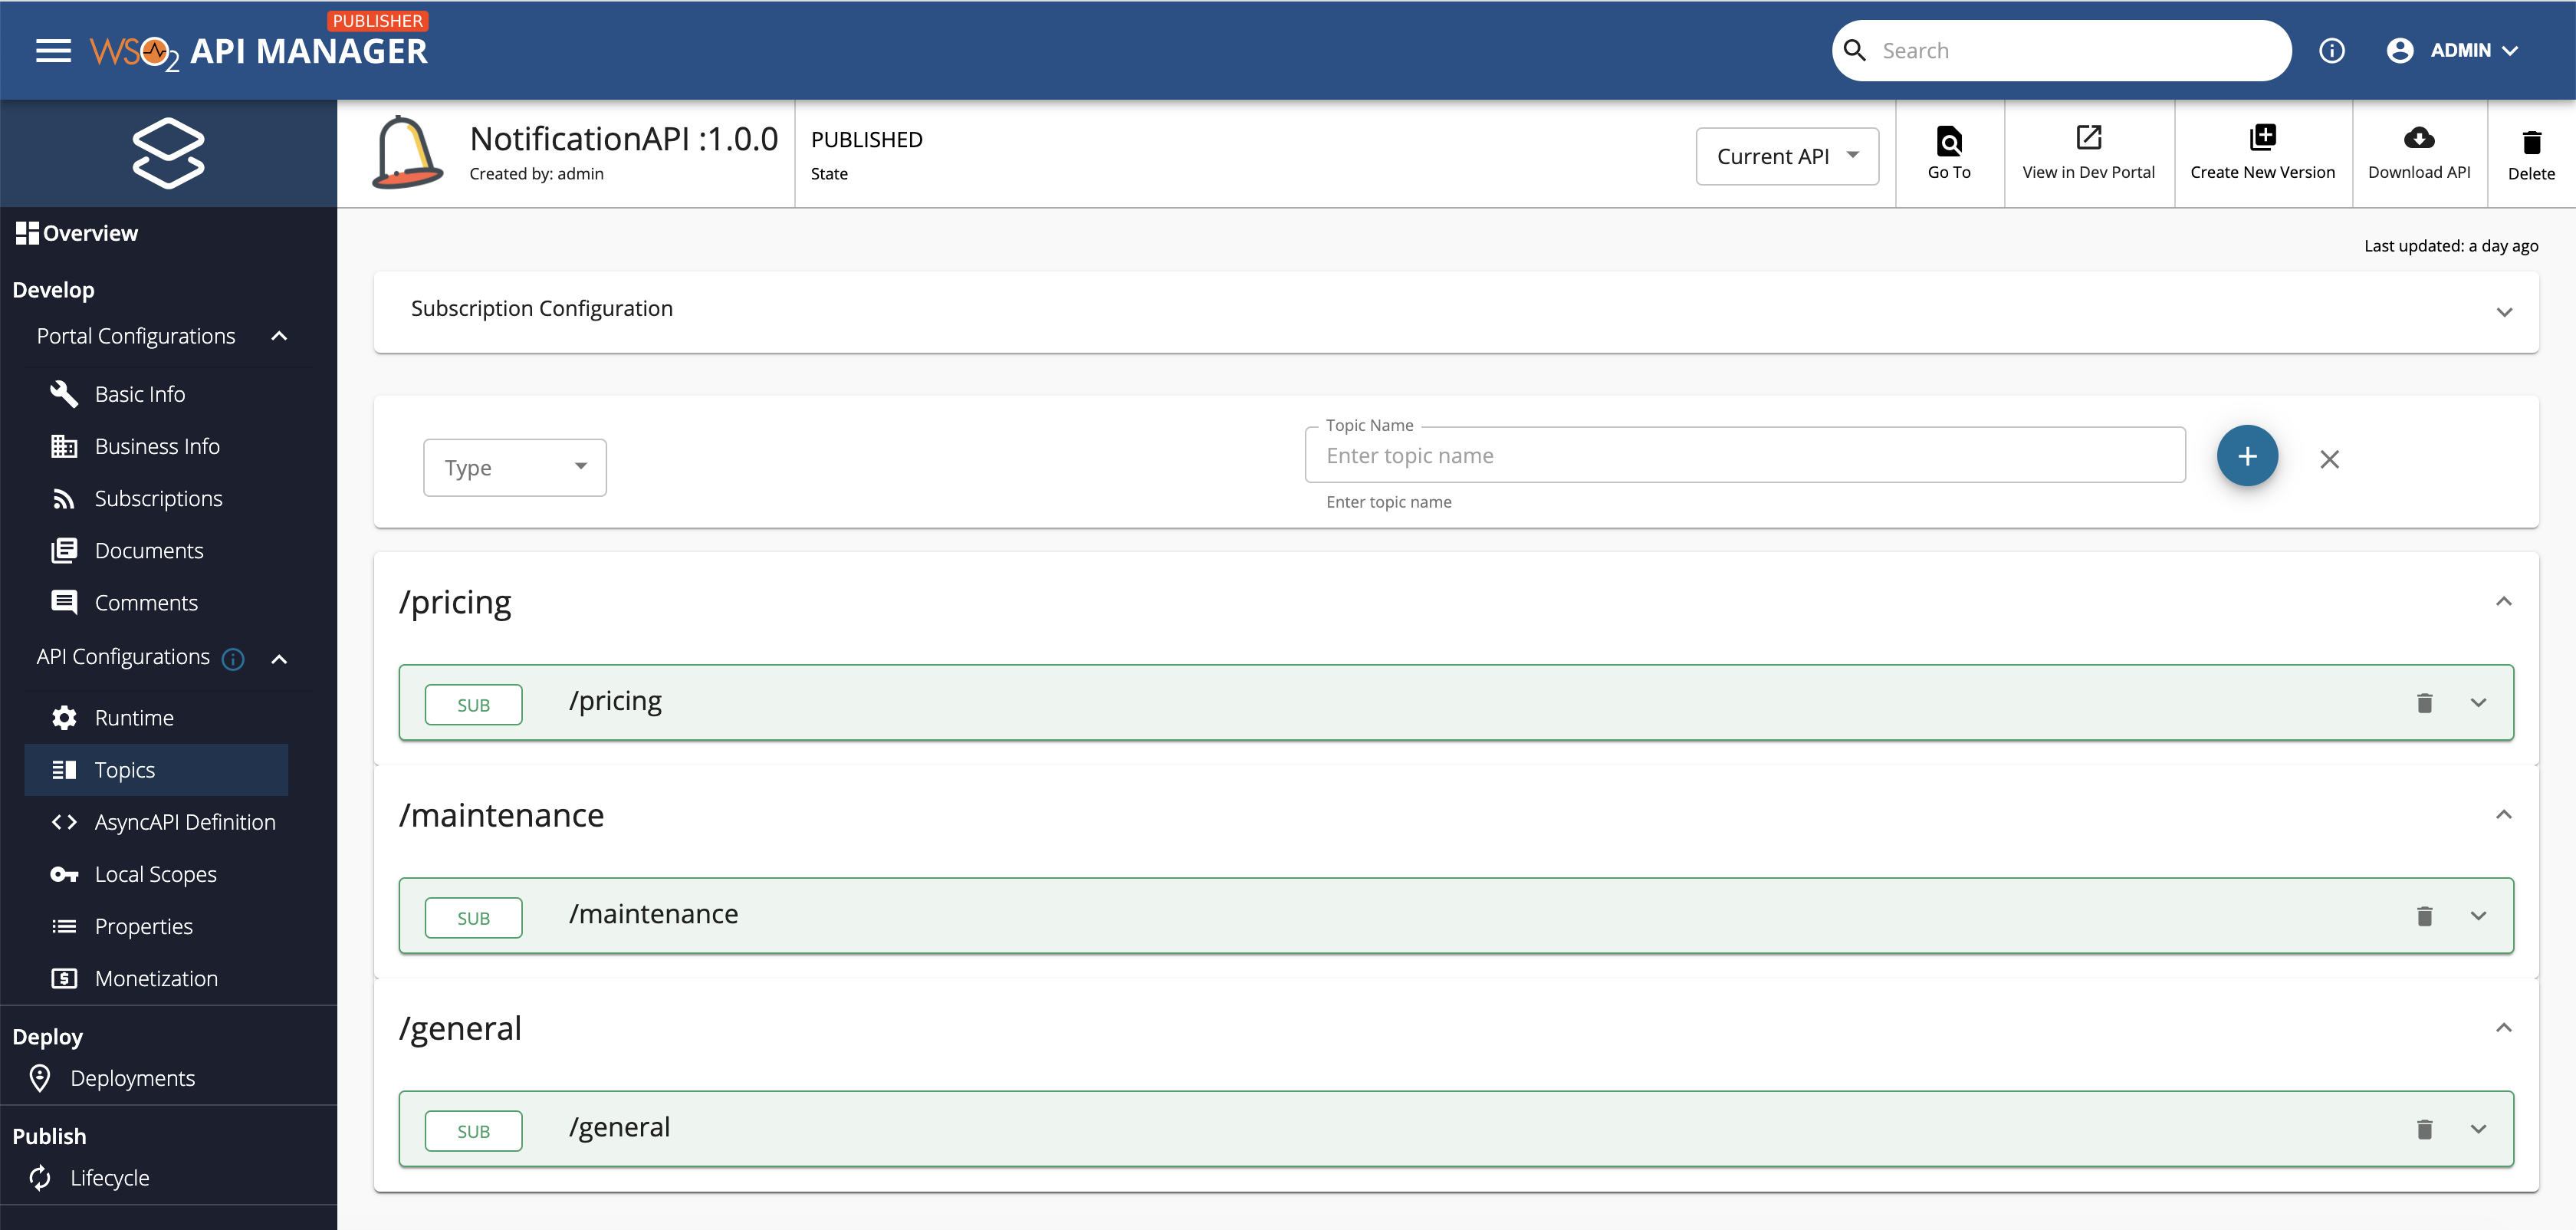 PUBLISHER
WSO2 API MANAGER
Search
ADMIN
NotificationAPI :1.0.0
Created by: admin
PUBLISHED
State
Current API
Go To
View in Dev Portal
Create New Version
Download API
Delete
Overview
Develop
Portal Configurations
Basic Info
Business Info
Subscriptions
Documents
Comments
API Configurations
Runtime
Topics
AsyncAPI Definition
Local Scopes
Properties
Monetization
Deploy
Deployments
Publish
Lifecycle
Last updated: a day ago
Subscription Configuration
Type
Topic Name
Enter topic name
Enter topic name
/pricing
SUB /pricing
/maintenance
SUB /maintenance
/general
SUB /general